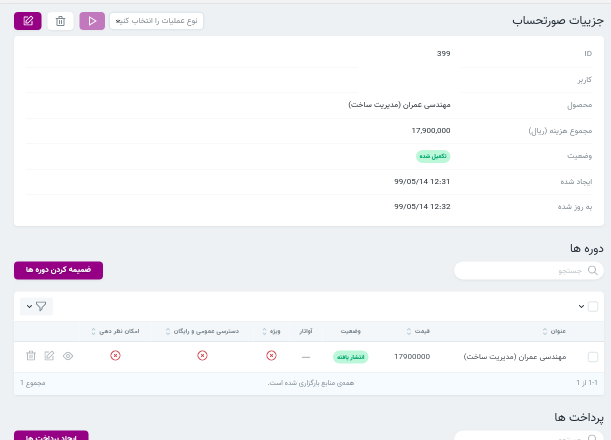 جزییات صورتحساب
نوع عملیات را انتخاب کنید
ID 399
کاربر
محصول مهندسی عمران (مدیریت ساخت)
مجموع هزینه (ریال) 17,900,000
وضعیت تکمیل شده
ایجاد شده 99/05/14 12:31
به روز شده 99/05/14 12:32
دوره ها
جستجو ضمیمه کردن دوره ها
عنوان قیمت وضعیت آواتار ویژه دسترسی عمومی و رایگان امکان نظر دهی
مهندسی عمران (مدیریت ساخت) 17900000 انتشار یافته —
1-1 از 1 همه‌ی منابع بارگزاری شده است. مجموع 1
پرداخت ها
جستجو ایجاد پرداخت ها